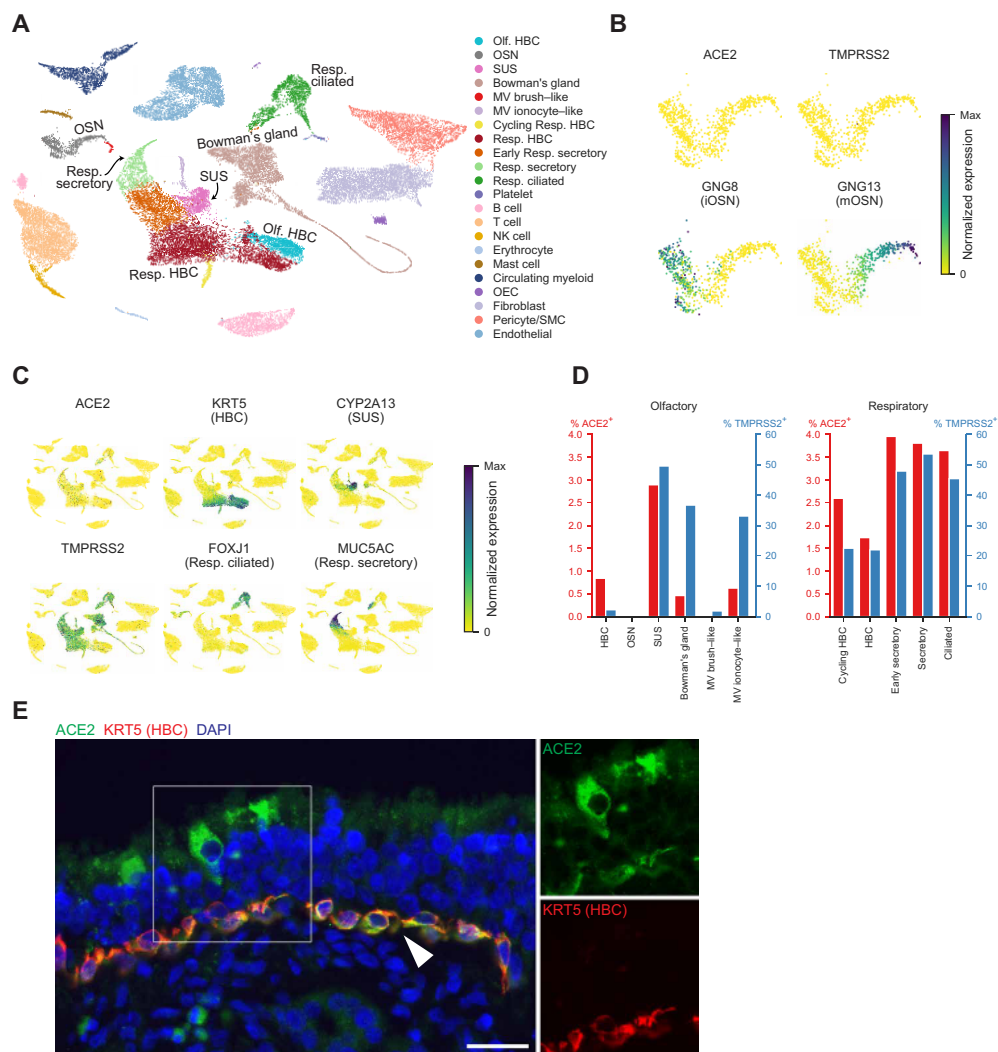 A
Olf. HBC
OSN
SUS
Bowman's gland
MV brush–like
MV ionocyte–like
Cycling Resp. HBC
Resp. HBC
Early Resp. secretory
Resp. secretory
Resp. ciliated
Platelet
B cell
T cell
NK cell
Erythrocyte
Mast cell
Circulating myeloid
OEC
Fibroblast
Pericyte/SMC
Endothelial
Resp.
ciliated
OSN
Bowman's gland
Resp.
secretory
SUS
Olf. HBC
Resp. HBC
B
ACE2
TMPRSS2
GNG8
(iOSN)
GNG13
(mOSN)
Max
Normalized expression
0
C
ACE2
KRT5
(HBC)
CYP2A13
(SUS)
TMPRSS2
FOXJ1
(Resp. ciliated)
MUC5AC
(Resp. secretory)
Max
Normalized expression
0
D
Olfactory
% ACE2+
% TMPRSS2+
4.0
3.5
3.0
2.5
2.0
1.5
1.0
0.5
0.0
60
50
40
30
20
10
0
HBC
OSN
SUS
Bowman's gland
MV brush–like
MV ionocyte–like
Respiratory
% ACE2+
% TMPRSS2+
4.0
3.5
3.0
2.5
2.0
1.5
1.0
0.5
0.0
60
50
40
30
20
10
0
Cycling HBC
HBC
Early secretory
Secretory
Ciliated
E
ACE2 KRT5 (HBC) DAPI
ACE2
KRT5 (HBC)